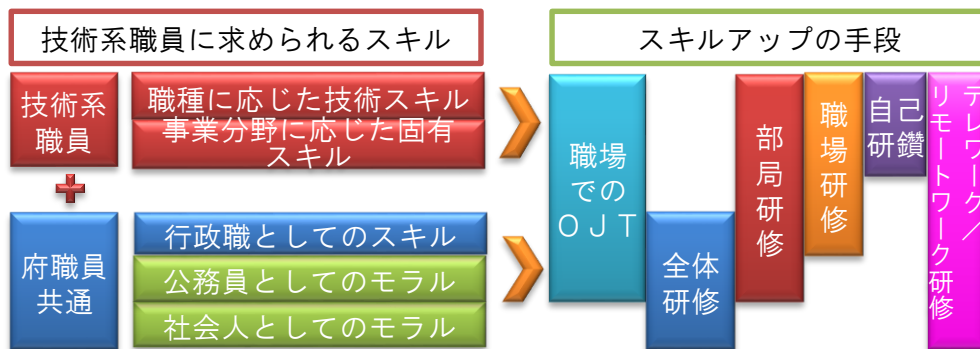 技術系職員に求められるスキル
スキルアップの手段
技術系
職員
職種に応じた技術スキル
事業分野に応じた固有
スキル
+
府職員
共通
行政職としてのスキル
公務員としてのモラル
社会人としてのモラル
職場
での
ＯＪＴ
全体
研修
部局研修
職場研修
自己
研鑽
テレワーク／
リモートワーク研修